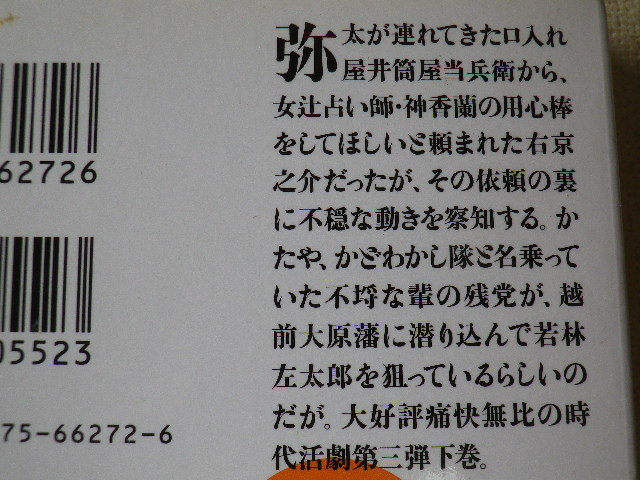 弥太が連れてきた口入れ
屋井筒屋当兵衛から、
女辻占い師・神香蘭の用心棒
をしてほしいと頼まれた右京
之介だったが、その依頼の裏
に不穏な動きを察知する。か
たや、かどわかし隊と名乗って
いた不埒な輩の残党が、越
前大原藩に潜り込んで若林
左太郎を狙っているらしいの
だが。大好評痛快無比の時
代活劇第三弾下巻。
62726
05523
75-66272-6